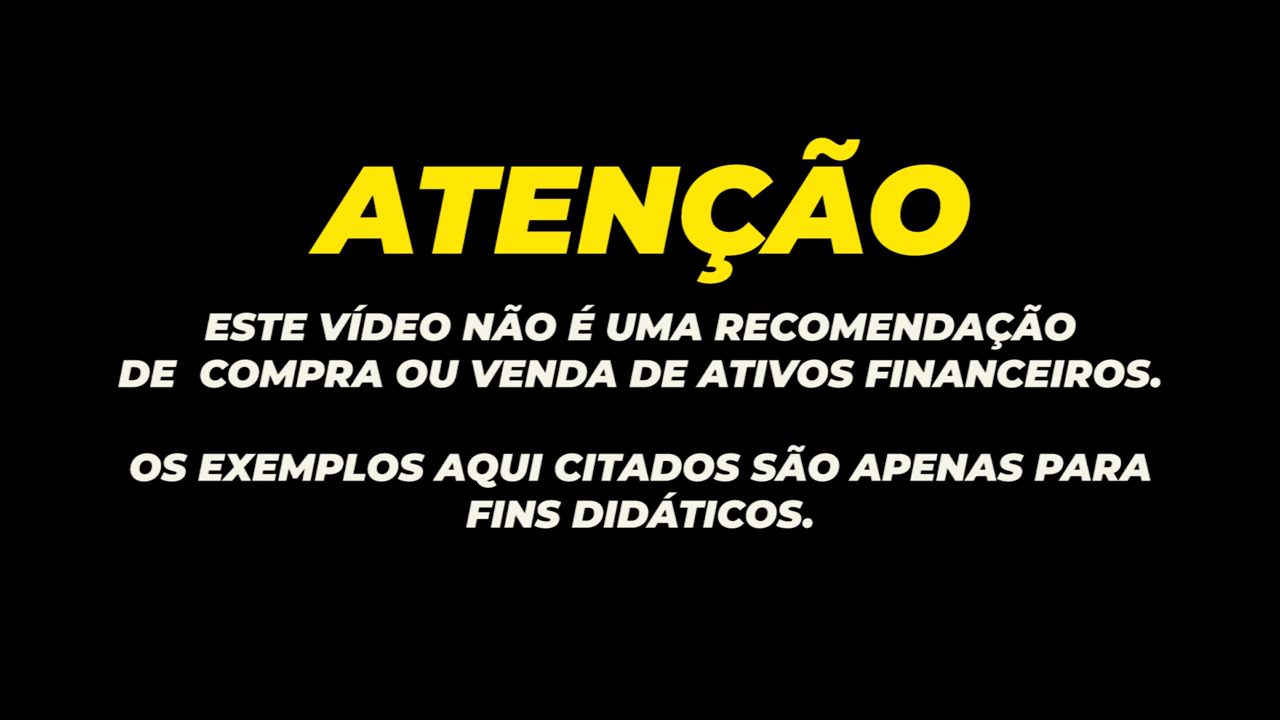 ATENÇÃO
ESTE VÍDEO NÃO É UMA RECOMENDAÇÃO
DE COMPRA OU VENDA DE ATIVOS FINANCEIROS.
OS EXEMPLOS AQUI CITADOS SÃO APENAS PARA
FINS DIDÁTICOS.